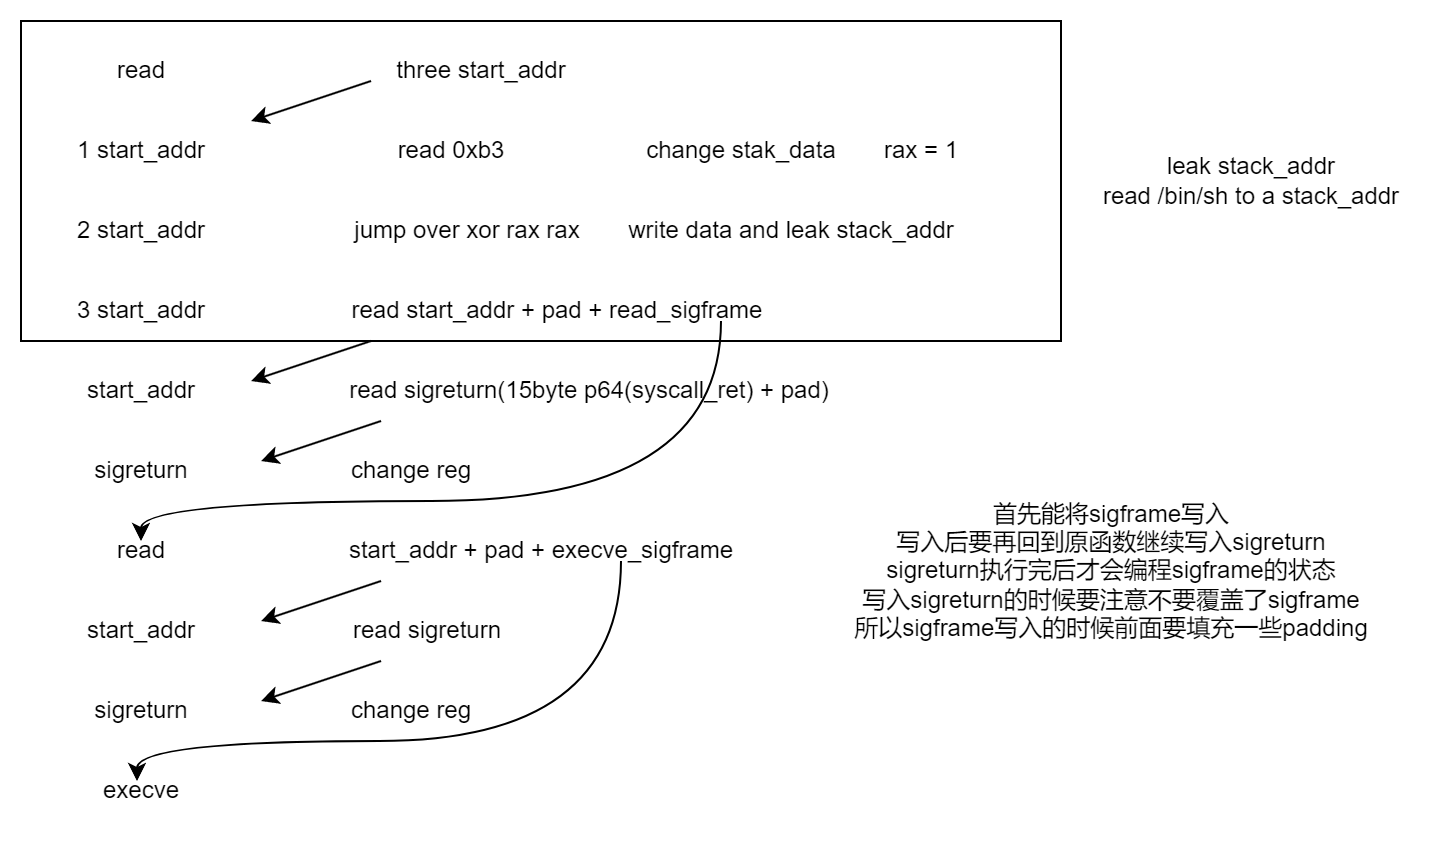 read three start_addr
1 start_addr read 0xb3 change stak_data rax = 1
leak stack_addr
read /bin/sh to a stack_addr
2 start_addr jump over xor rax rax write data and leak stack_addr
3 start_addr read start_addr + pad + read_sigframe
start_addr read sigreturn(15byte p64(syscall_ret) + pad)
sigreturn change reg
read start_addr + pad + execve_sigframe
首先能将sigframe写入
写入后要再回到原函数继续写入sigreturn
sigreturn执行完后才会编程sigframe的状态
写入sigreturn的时候要注意不要覆盖了sigframe
所以sigframe写入的时候前面要填充一些padding
start_addr read sigreturn
sigreturn change reg
execve